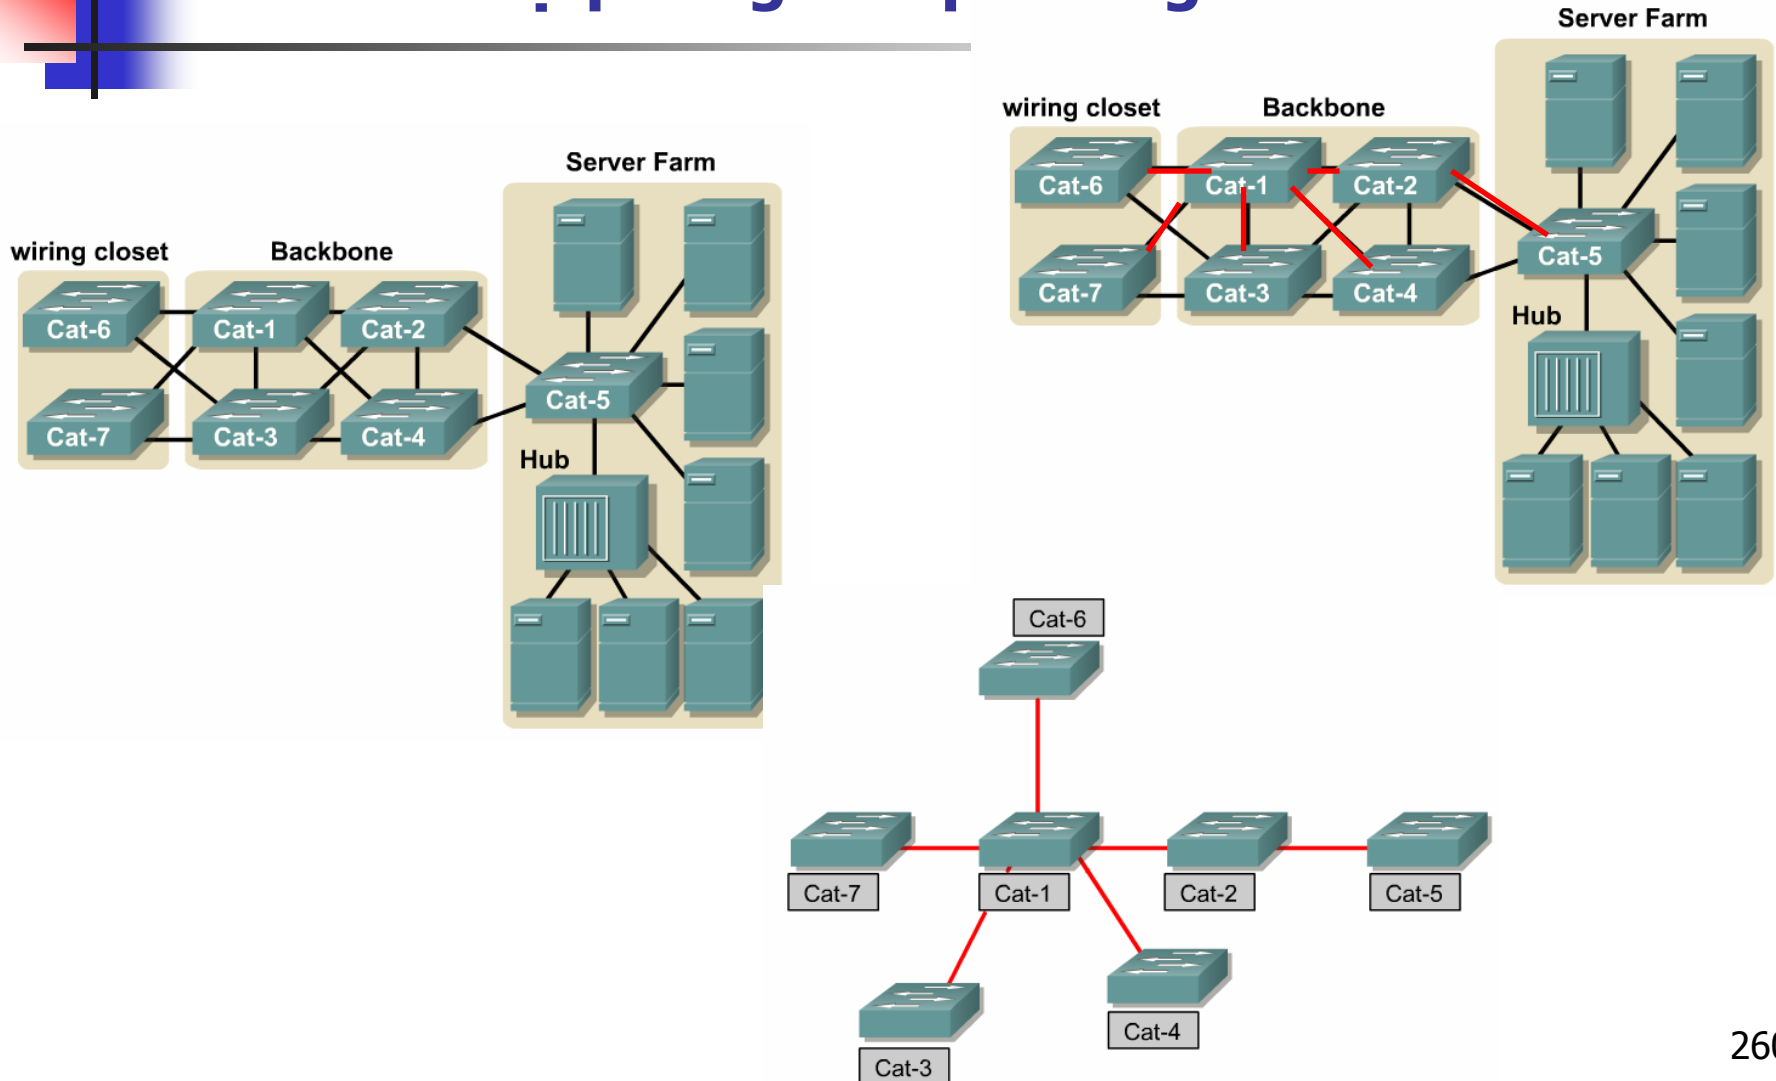 Server Farm
wiring closet
Backbone
Cat-6
Cat-1
Cat-2
Cat-5
Cat-7
Cat-3
Cat-4
Hub
Server Farm
wiring closet
Backbone
Cat-6
Cat-1
Cat-2
Cat-5
Cat-7
Cat-3
Cat-4
Hub
Cat-6
Cat-7
Cat-1
Cat-2
Cat-5
Cat-4
Cat-3